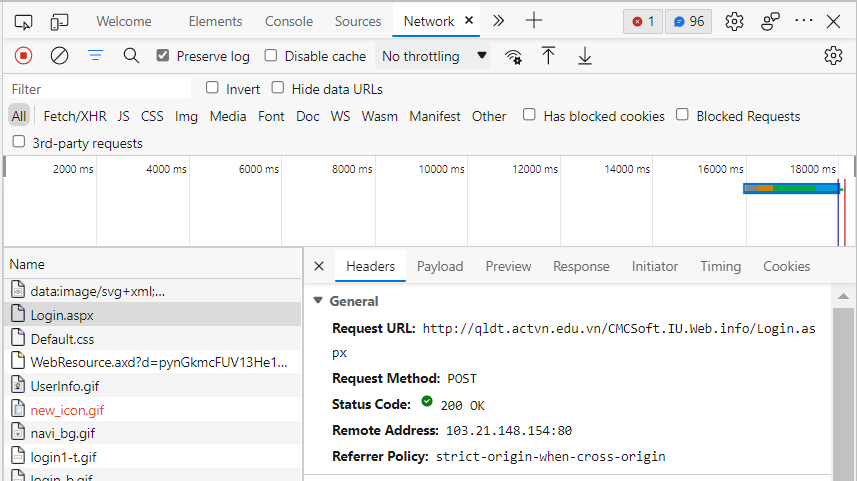 Welcome Elements Console Sources Network 1 96
Preserve log Disable cache No throttling
Filter Invert Hide data URLs
All Fetch/XHR JS CSS Img Media Font Doc WS Wasm Manifest Other Has blocked cookies Blocked Requests
3rd-party requests
2000 ms 4000 ms 6000 ms 8000 ms 10000 ms 12000 ms 14000 ms 16000 ms 18000 ms
Name
data:image/svg+xml;...
Login.aspx
Default.css
WebResource.axd?d=pynGkmcFUV13He1...
UserInfo.gif
new_icon.gif
navi_bg.gif
login1-t.gif
login-b.gif
Headers Payload Preview Response Initiator Timing Cookies
General
Request URL: http://qldt.actvn.edu.vn/CMCSoft.IU.Web.info/Login.as
px
Request Method: POST
Status Code: 200 OK
Remote Address: 103.21.148.154:80
Referrer Policy: strict-origin-when-cross-origin